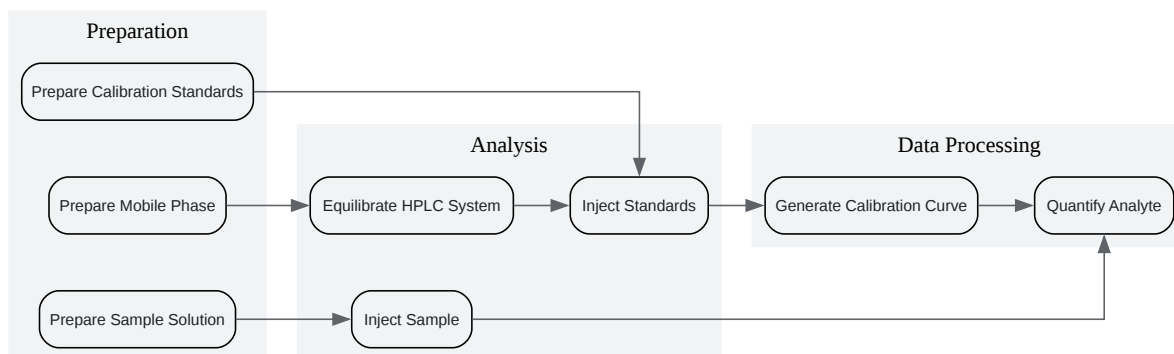 Preparation
Prepare Calibration Standards
Analysis
Data Processing
Prepare Mobile Phase
Equilibrate HPLC System
Inject Standards
Generate Calibration Curve
Quantify Analyte
Prepare Sample Solution
Inject Sample